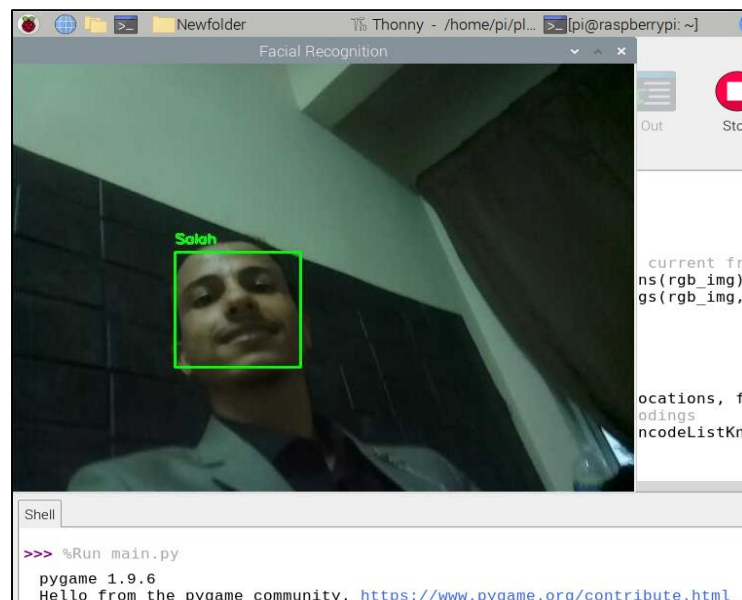 Newfolder
Thonny - /home/pi/pl...
[pi@raspberrypi: ~]
Facial Recognition
Out
Sto
Salah
current fr
ns(rgb_img)
gs(rgb_img,
ocations, f
odings
ncodeListKn
Shell
>>> %Run main.py
pygame 1.9.6
Hello from the pygame community. https://www.pygame.org/contribute.html